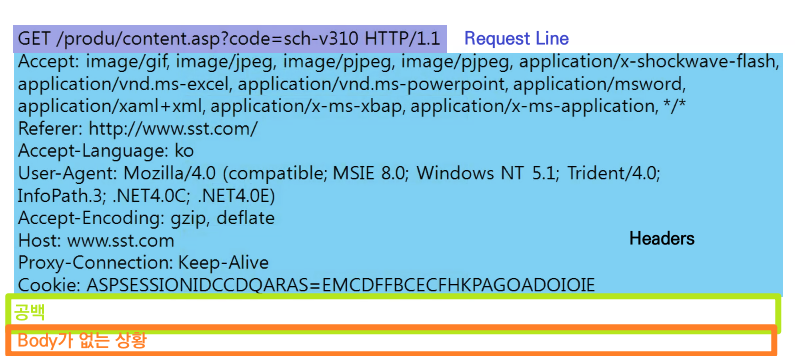 GET /produ/content.asp?code=sch-v310 HTTP/1.1 Request Line
Accept: image/gif, image/jpeg, image/pjpeg, image/pjpeg, application/x-shockwave-flash,
application/vnd.ms-excel, application/vnd.ms-powerpoint, application/msword,
application/xaml+xml, application/x-ms-xbap, application/x-ms-application, */*
Referer: http://www.sst.com/
Accept-Language: ko
User-Agent: Mozilla/4.0 (compatible; MSIE 8.0; Windows NT 5.1; Trident/4.0;
InfoPath.3; .NET4.0C; .NET4.0E)
Accept-Encoding: gzip, deflate
Host: www.sst.com Headers
Proxy-Connection: Keep-Alive
Cookie: ASPSESSIONIDCCDQARAS=EMCDFFBCECFHKPAGOADOIOIE
공백
Body가 없는 상황